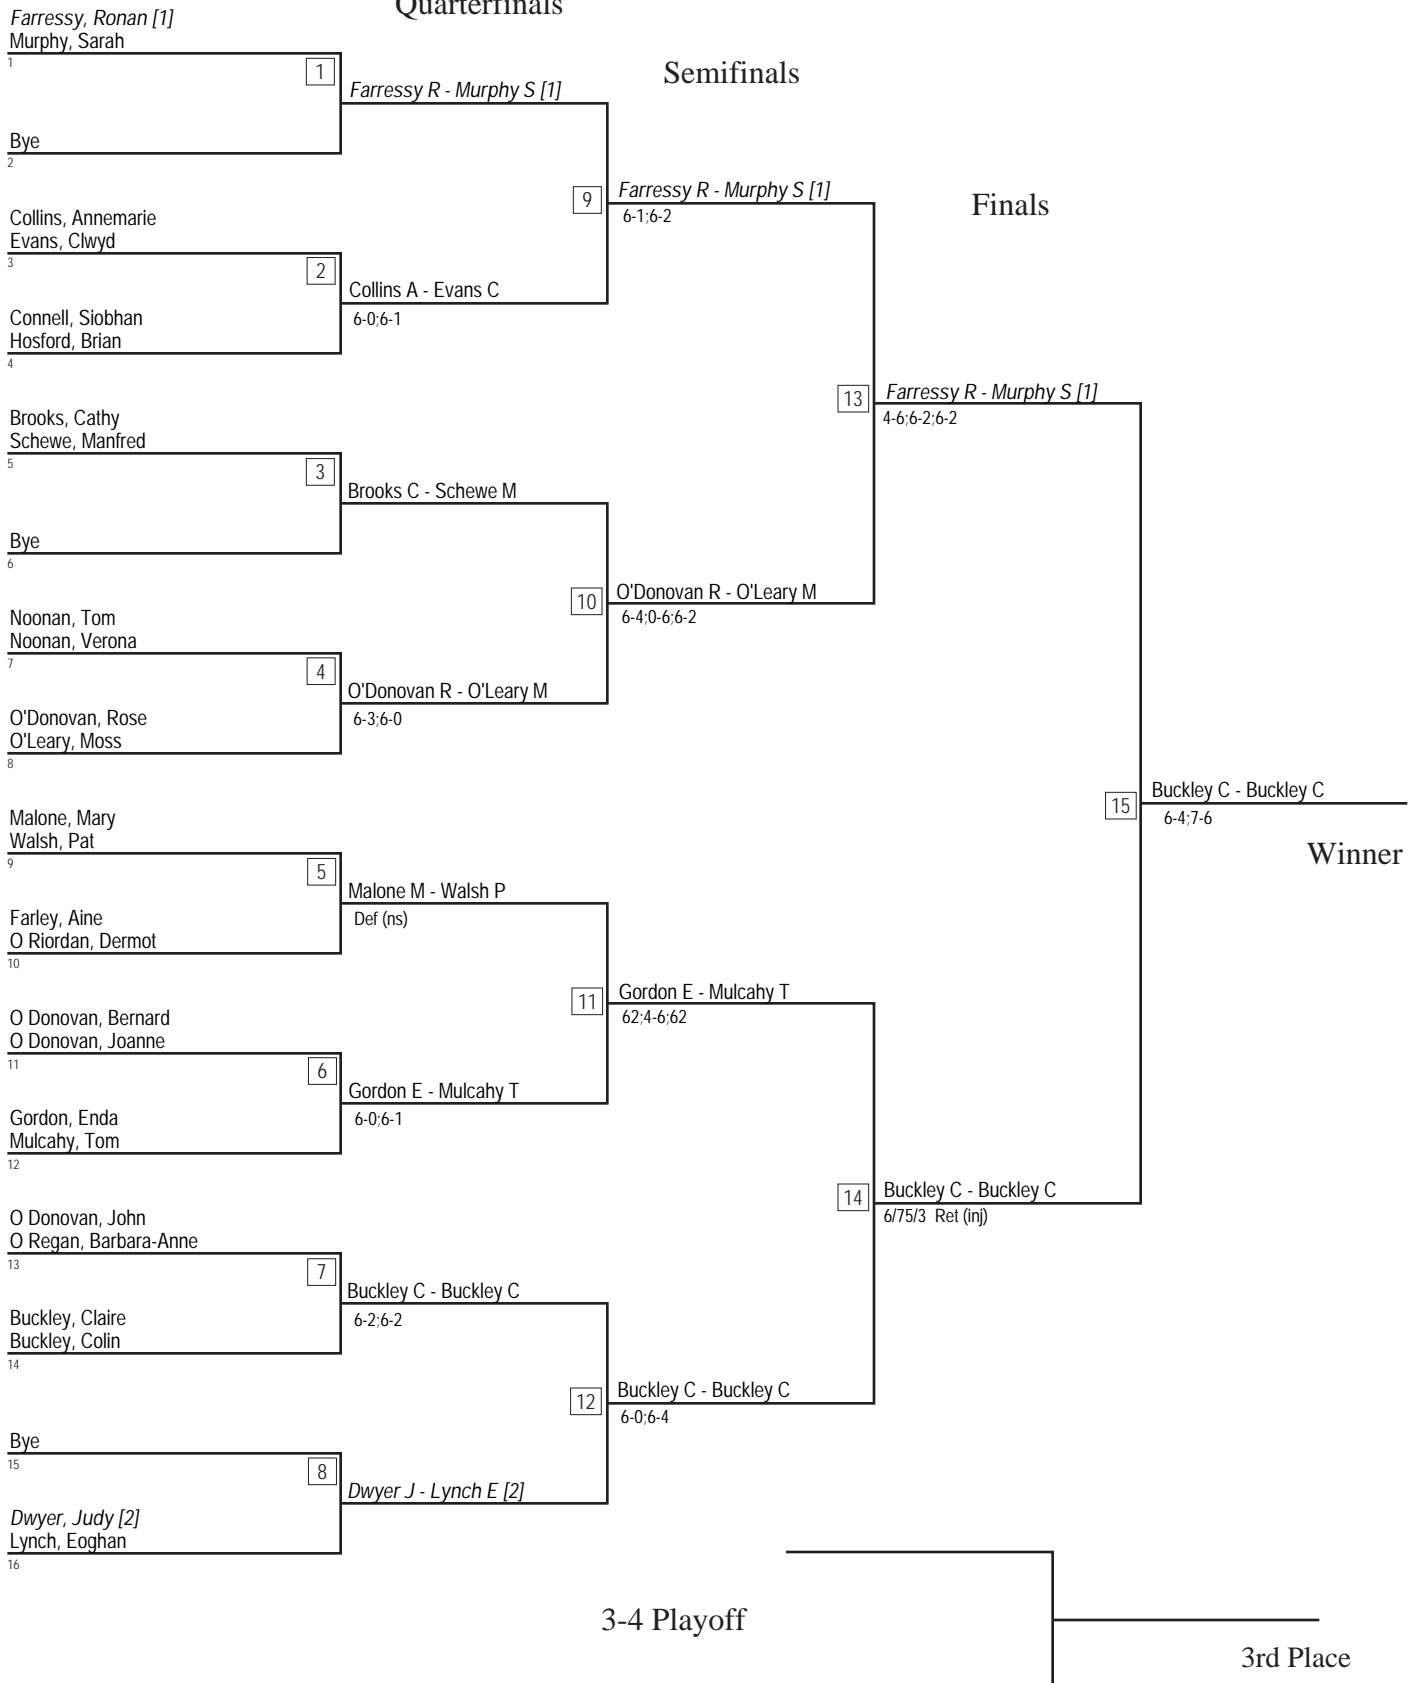 Quarterfinals
Farressy, Ronan [1]
Murphy, Sarah
1
1
Farressy R - Murphy S [1]
Semifinals
Bye
2
9
Farressy R - Murphy S [1]
6-1;6-2
Finals
Collins, Annemarie
Evans, Clwyd
3
2
Collins A - Evans C
6-0;6-1
Connell, Siobhan
Hosford, Brian
4
13
Farressy R - Murphy S [1]
4-6;6-2;6-2
Brooks, Cathy
Schewe, Manfred
5
3
Brooks C - Schewe M
Bye
6
10
O'Donovan R - O'Leary M
6-4;0-6;6-2
Noonan, Tom
Noonan, Verona
7
4
O'Donovan R - O'Leary M
6-3;6-0
O'Donovan, Rose
O'Leary, Moss
8
15
Buckley C - Buckley C
6-4;7-6
Winner
Malone, Mary
Walsh, Pat
9
5
Malone M - Walsh P
Def (ns)
Farley, Aine
O Riordan, Dermot
10
11
Gordon E - Mulcahy T
62;4-6;62
O Donovan, Bernard
O Donovan, Joanne
11
6
Gordon E - Mulcahy T
6-0;6-1
Gordon, Enda
Mulcahy, Tom
12
14
Buckley C - Buckley C
6/75/3 Ret (inj)
O Donovan, John
O Regan, Barbara-Anne
13
7
Buckley C - Buckley C
6-2;6-2
Buckley, Claire
Buckley, Colin
14
12
Buckley C - Buckley C
6-0;6-4
Bye
15
8
Dwyer J - Lynch E [2]
Dwyer, Judy [2]
Lynch, Eoghan
16
3-4 Playoff
3rd Place